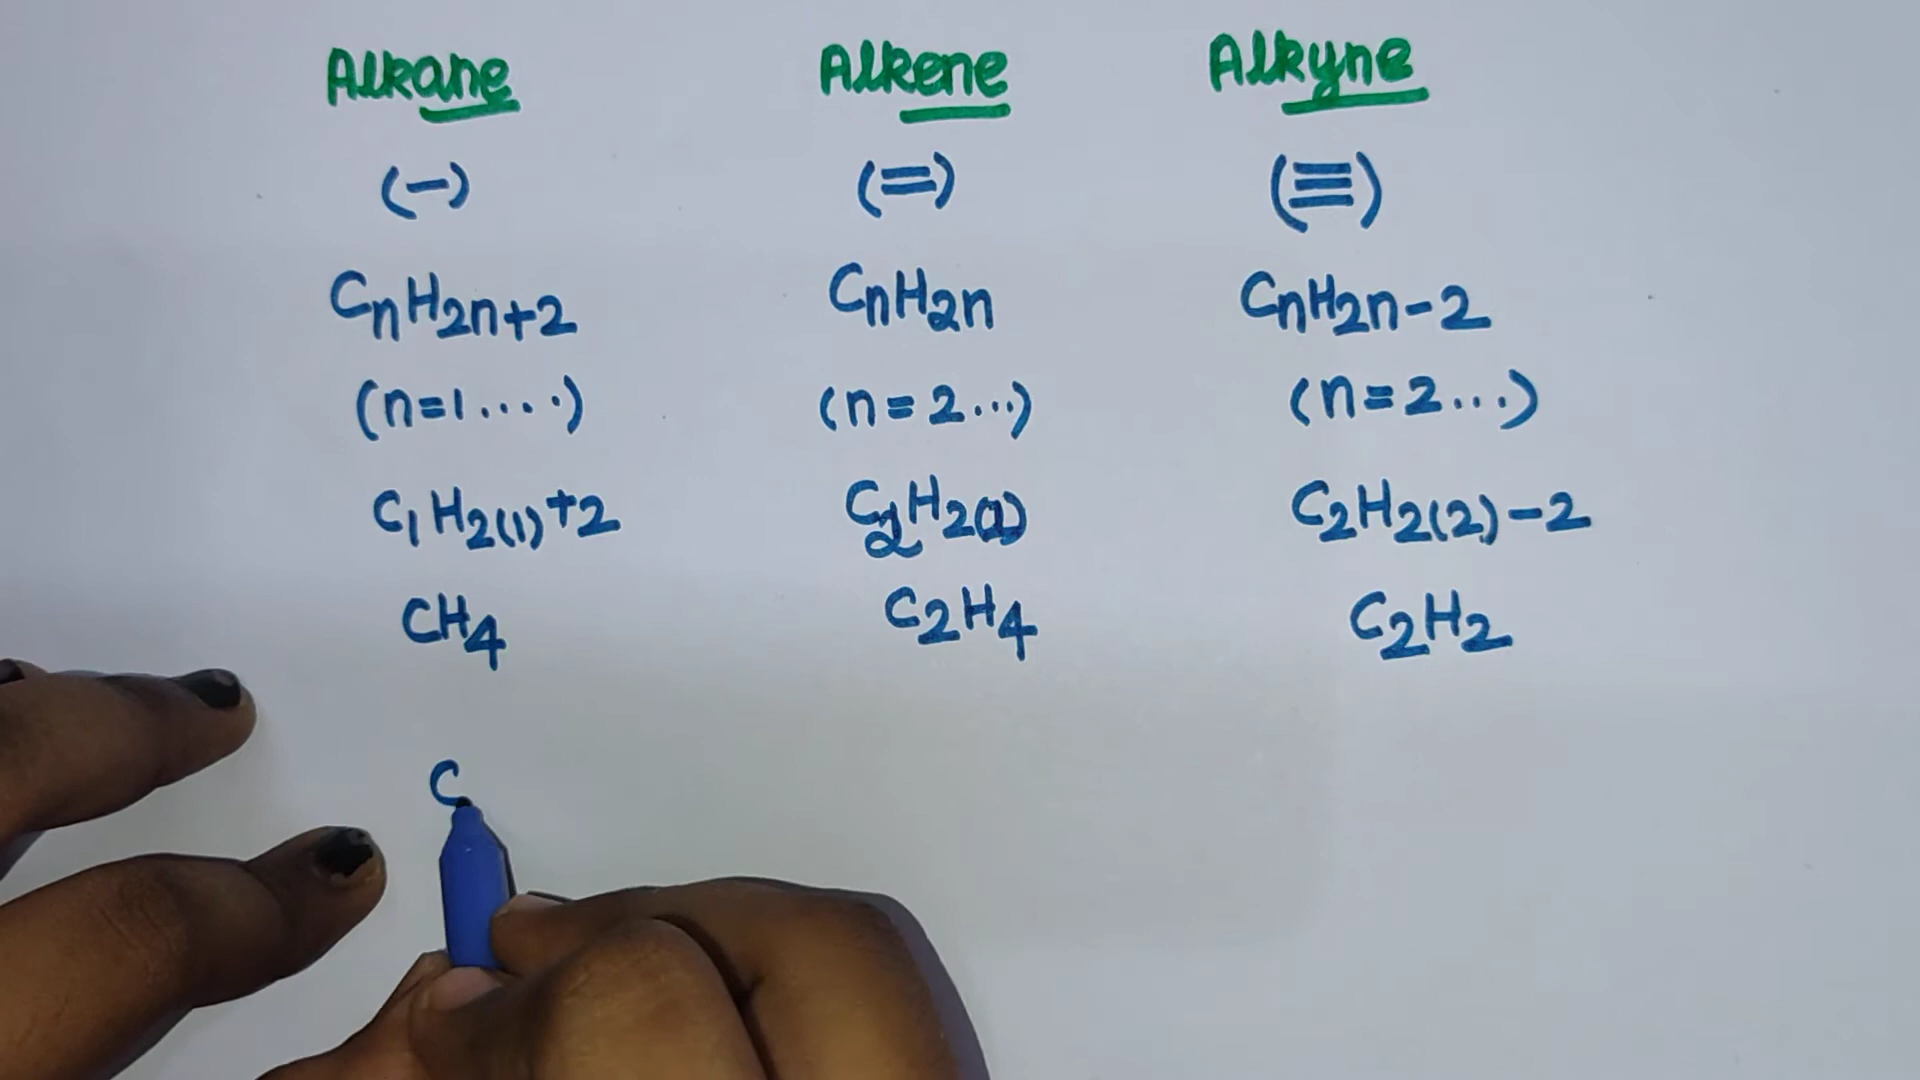 Alkane Alkene Alkyne
(-) (=) (≡)
CnH2n+2 CnH2n CnH2n-2
(n=1....) (n=2...) (n=2...)
C1H2(1)+2 C2H2(2) C2H2(2)-2
CH4 C2H4 C2H2
C